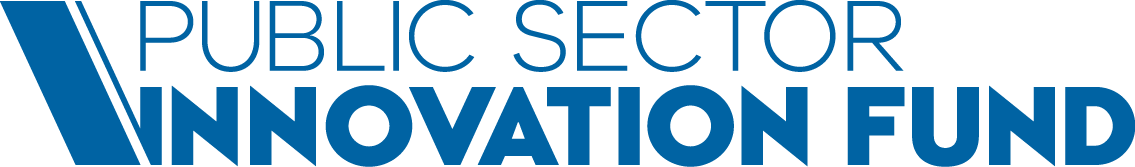 PUBLIC SECTOR
INNOVATION FUND